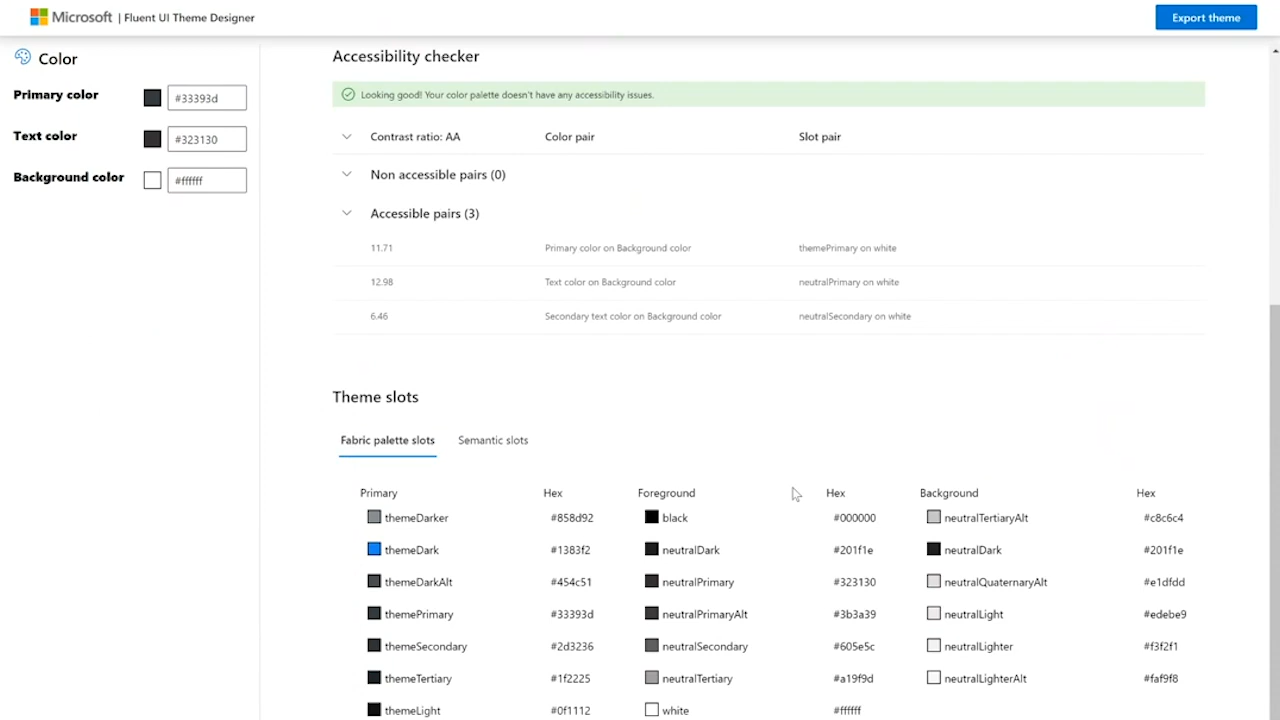 Microsoft | Fluent UI Theme Designer
Export theme
Color
Primary color #33393d
Text color #323130
Background color #ffffff
Accessibility checker
Looking good! Your color palette doesn't have any accessibility issues.
Contrast ratio: AA Color pair Slot pair
Non accessible pairs (0)
Accessible pairs (3)
11.71 Primary color on Background color themePrimary on white
12.98 Text color on Background color neutralPrimary on white
6.46 Secondary text color on Background color neutralSecondary on white
Theme slots
Fabric palette slots Semantic slots
Primary Hex Foreground Hex Background Hex
themeDarker #858d92 black #000000 neutralTertiaryAlt #c8c6c4
themeDark #1383f2 neutralDark #201f1e neutralDark #201f1e
themeDarkAlt #454c51 neutralPrimary #323130 neutralQuaternaryAlt #e1dfdd
themePrimary #33393d neutralPrimaryAlt #3b3a39 neutralLight #edebe9
themeSecondary #2d3236 neutralSecondary #605e5c neutralLighter #f3f2f1
themeTertiary #1f2225 neutralTertiary #a19f9d neutralLighterAlt #faf9f8
themeLight #0f1112 white #ffffff